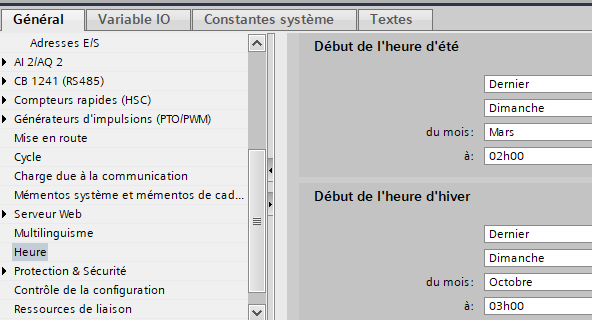 Général
Variable IO
Constantes système
Textes
Adresses E/S
AI 2/AQ 2
CB 1241 (RS485)
Compteurs rapides (HSC)
Générateurs d'impulsions (PTO/PWM)
Mise en route
Cycle
Charge due à la communication
Mémentos système et mémentos de cad...
Serveur Web
Multilinguisme
Heure
Protection & Sécurité
Contrôle de la configuration
Ressources de liaison
Début de l'heure d'été
Dernier
Dimanche
du mois: Mars
à: 02h00
Début de l'heure d'hiver
Dernier
Dimanche
du mois: Octobre
à: 03h00